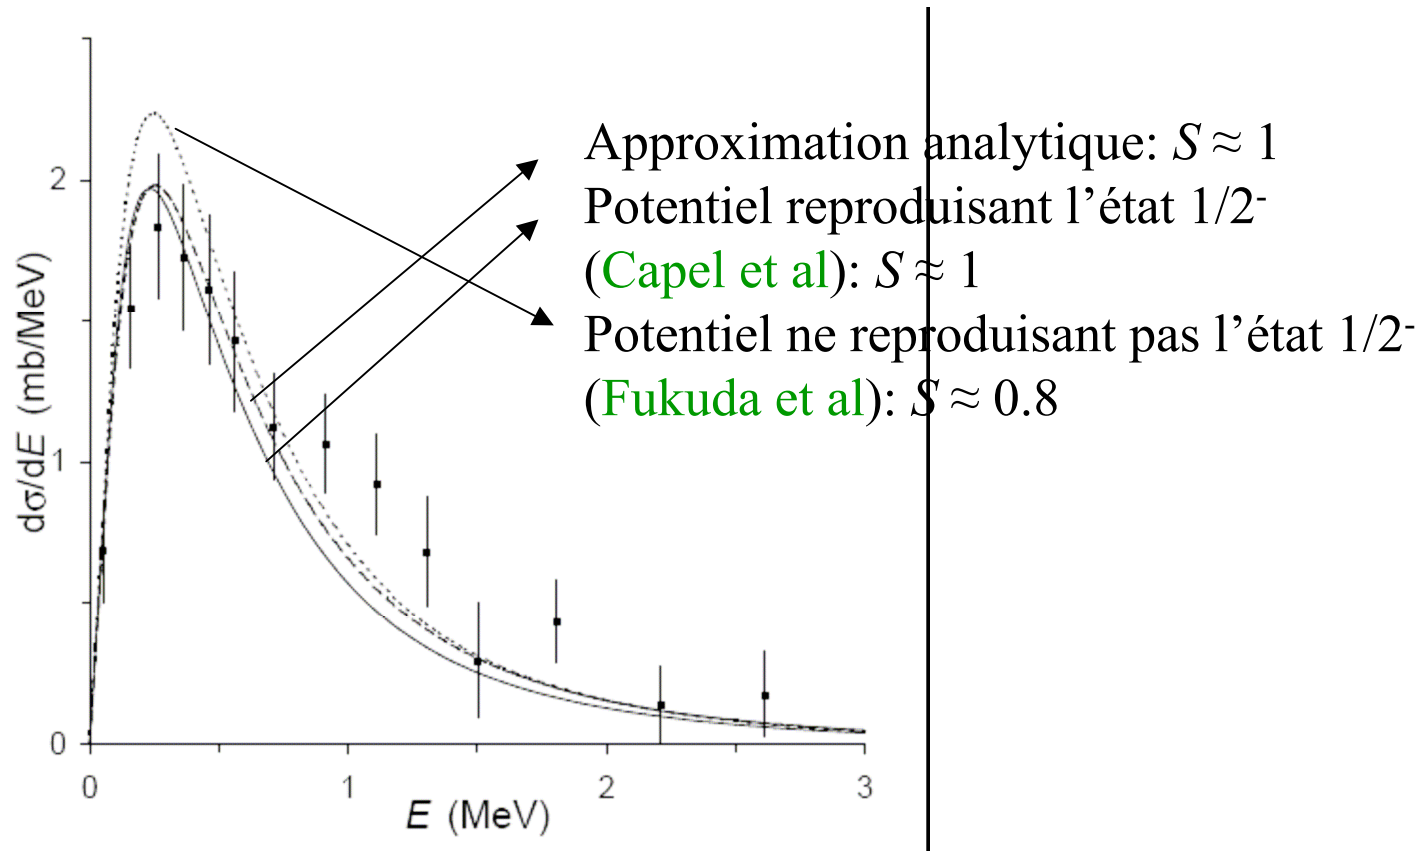 Approximation analytique: S ≈ 1
Potentiel reproduisant l’état 1/2-
(Capel et al): S ≈ 1
Potentiel ne reproduisant pas l’état 1/2-
(Fukuda et al): S ≈ 0.8
dσ/dE (mb/MeV)
2
1
0
0 1 2 3
E (MeV)